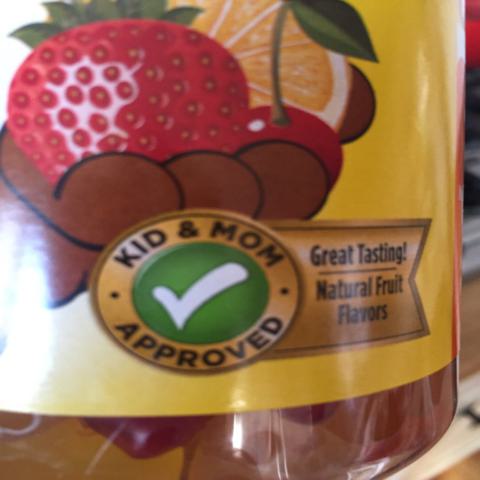 KID & MOM
APPROVED
Great Tasting!
Natural Fruit
Flavors